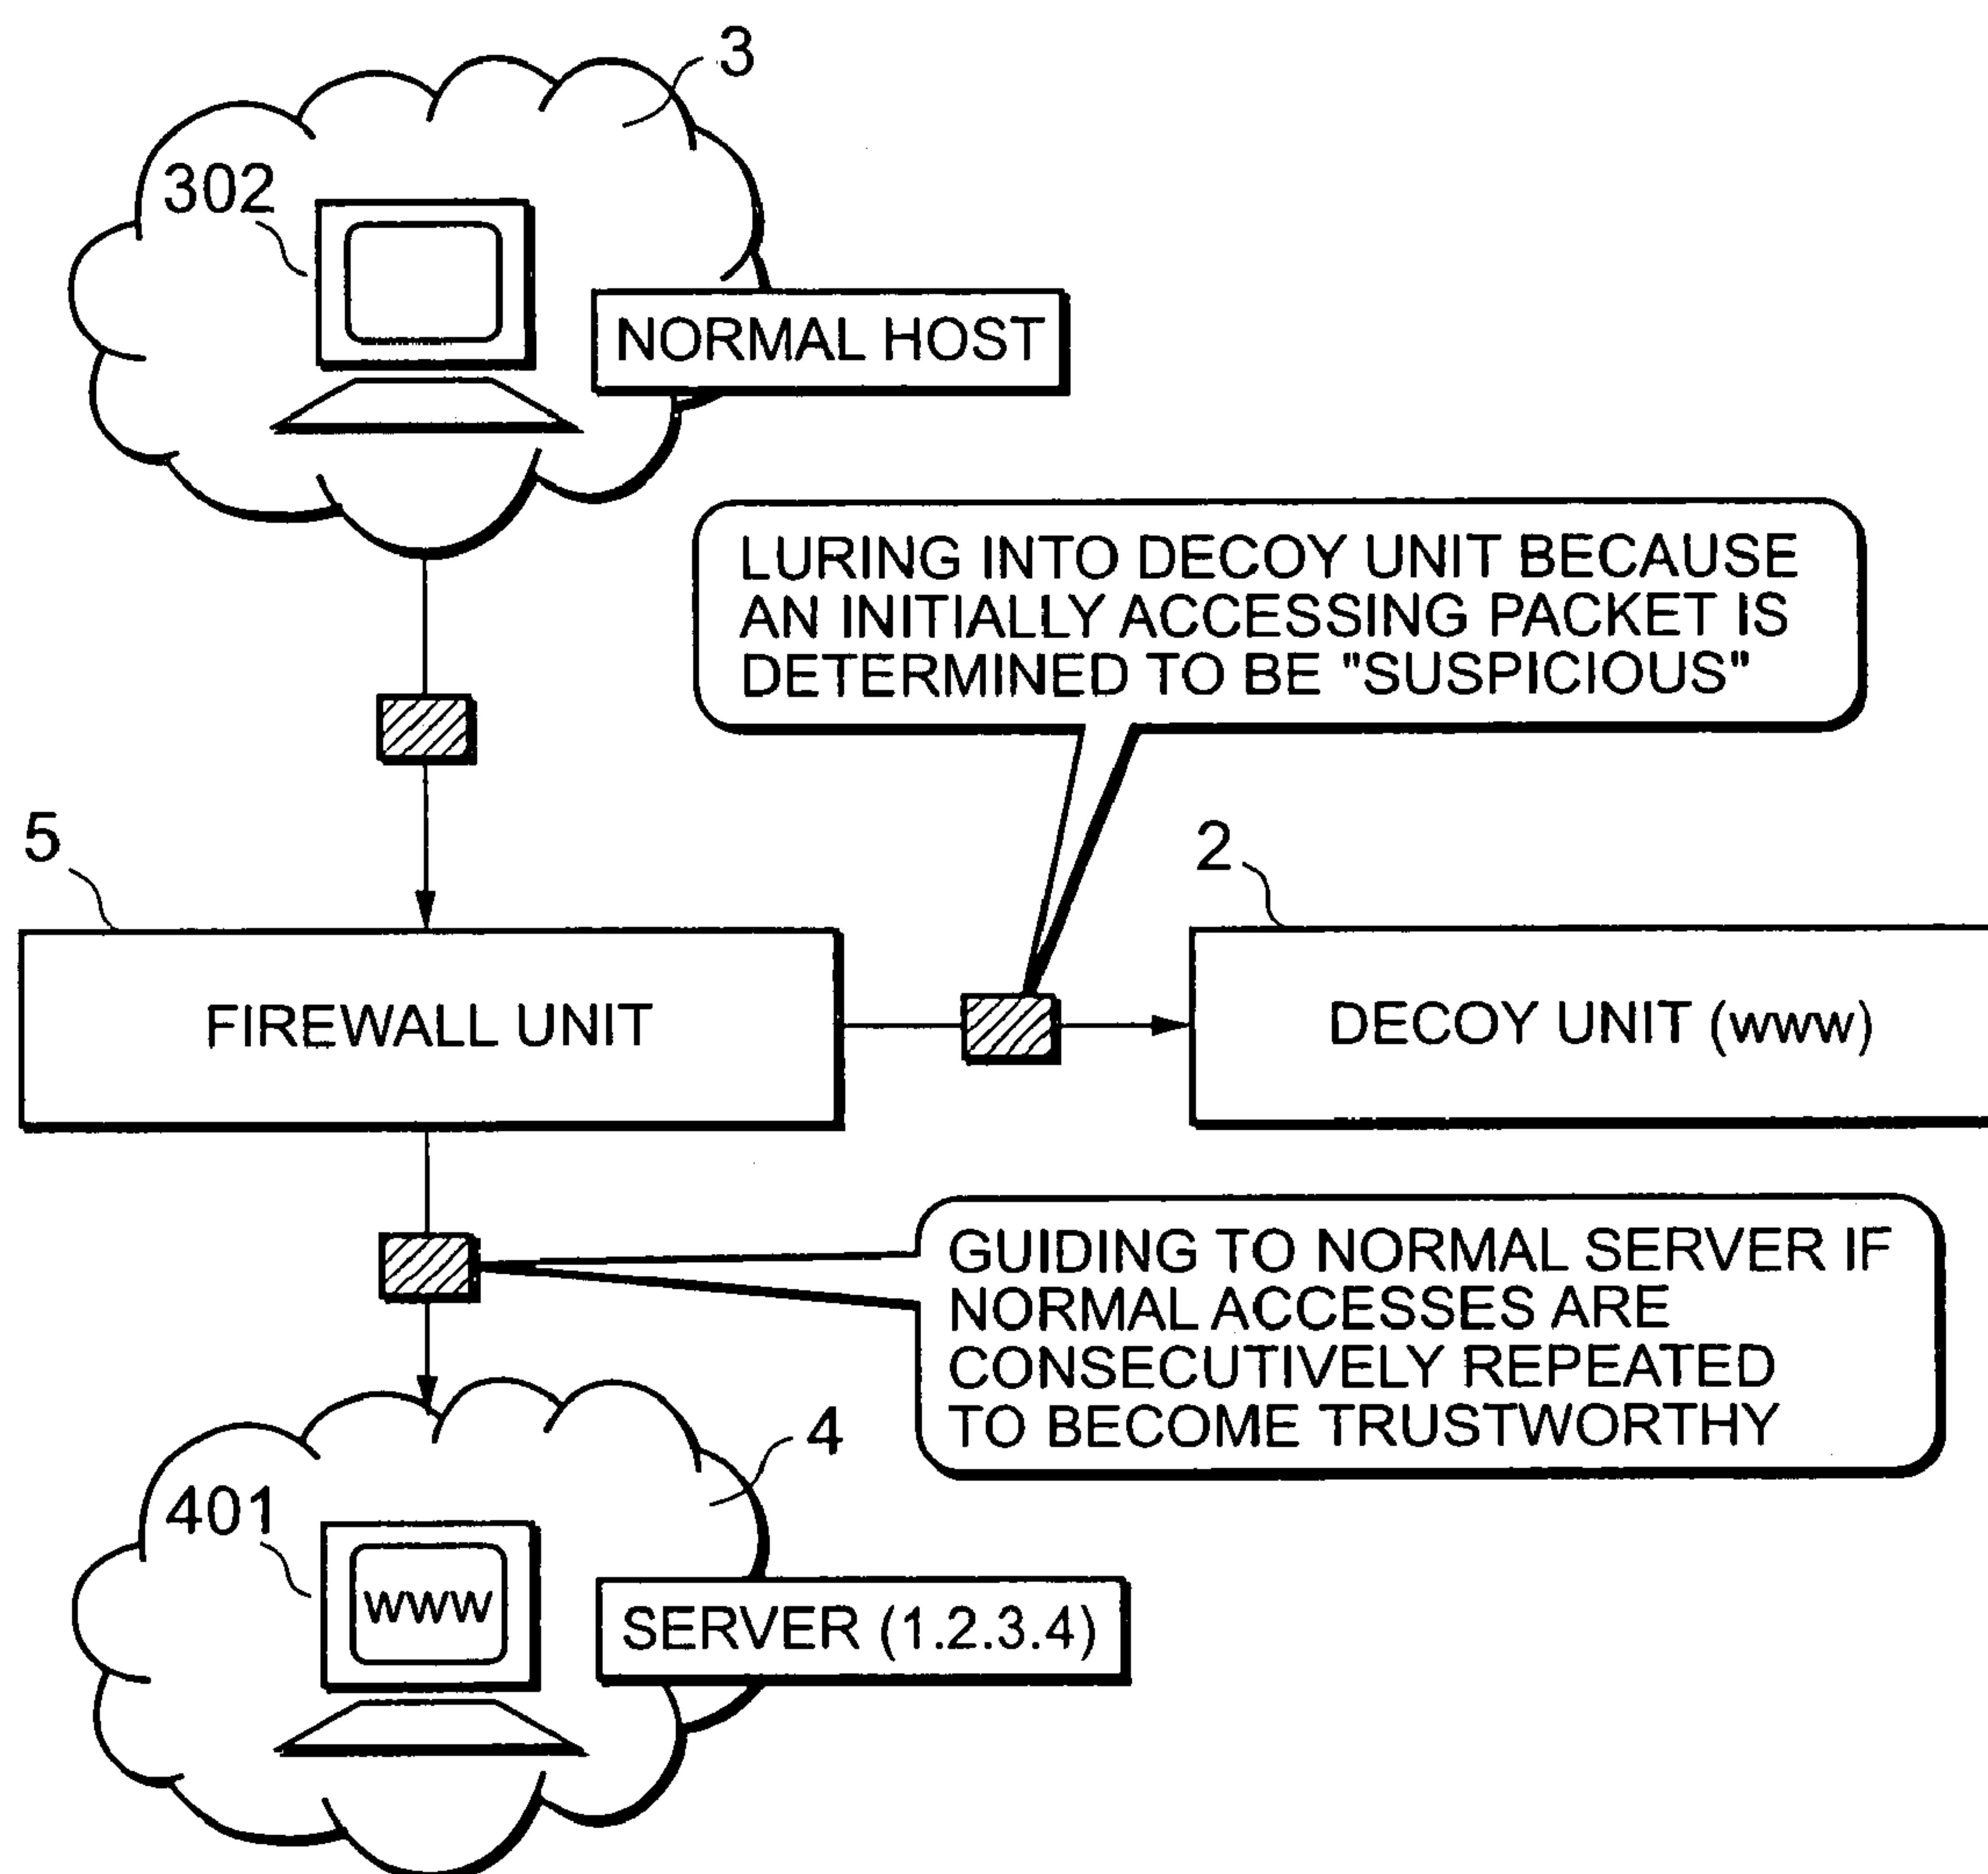 3
302
NORMAL HOST
LURING INTO DECOY UNIT BECAUSE
AN INITIALLY ACCESSING PACKET IS
DETERMINED TO BE "SUSPICIOUS"
5
2
FIREWALL UNIT
DECOY UNIT (WWW)
GUIDING TO NORMAL SERVER IF
NORMAL ACCESSES ARE
CONSECUTIVELY REPEATED
TO BECOME TRUSTWORTHY
4
401
WWW
SERVER (1.2.3.4)